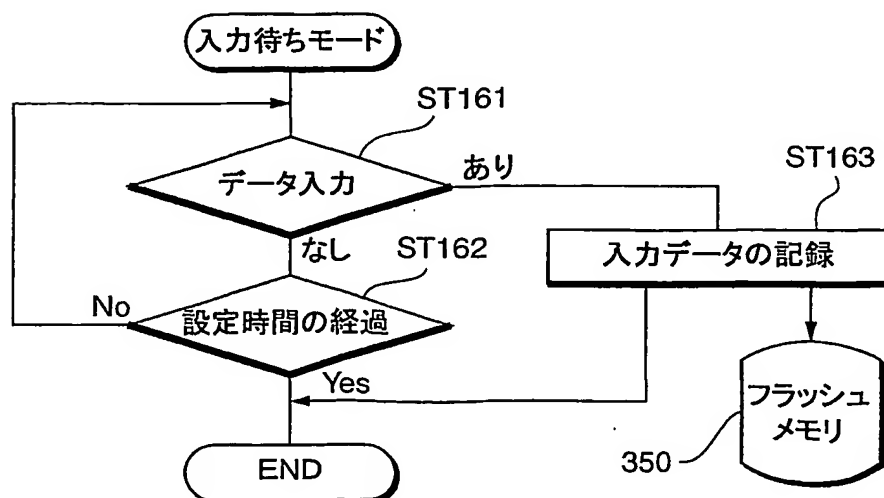 入力待ちモード
ST161
データ入力
あり
ST163
なし
ST162
入力データの記録
No
設定時間の経過
Yes
フラッシュ
メモリ
350
END